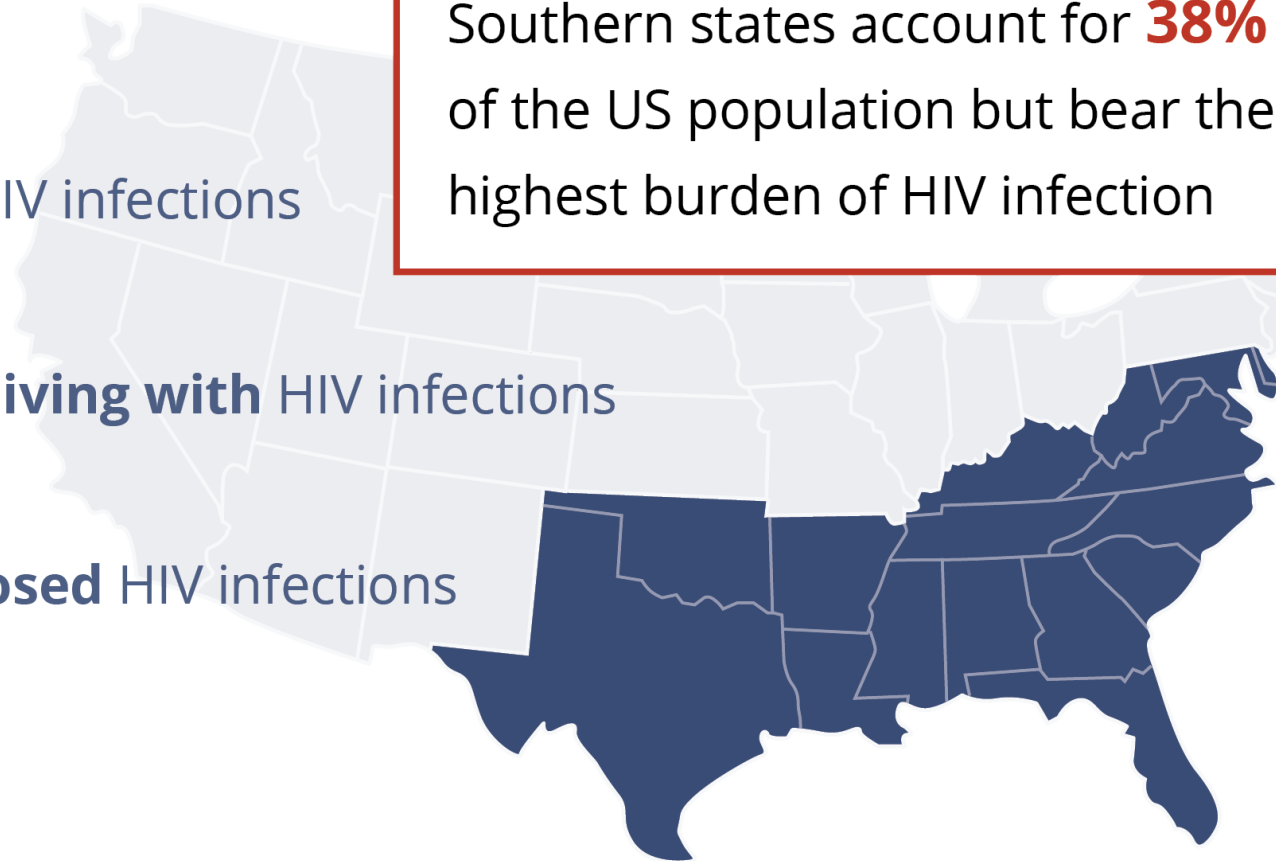 Southern states account for 38%
of the US population but bear the
highest burden of HIV infection
IV infections
iving with HIV infections
osed HIV infections